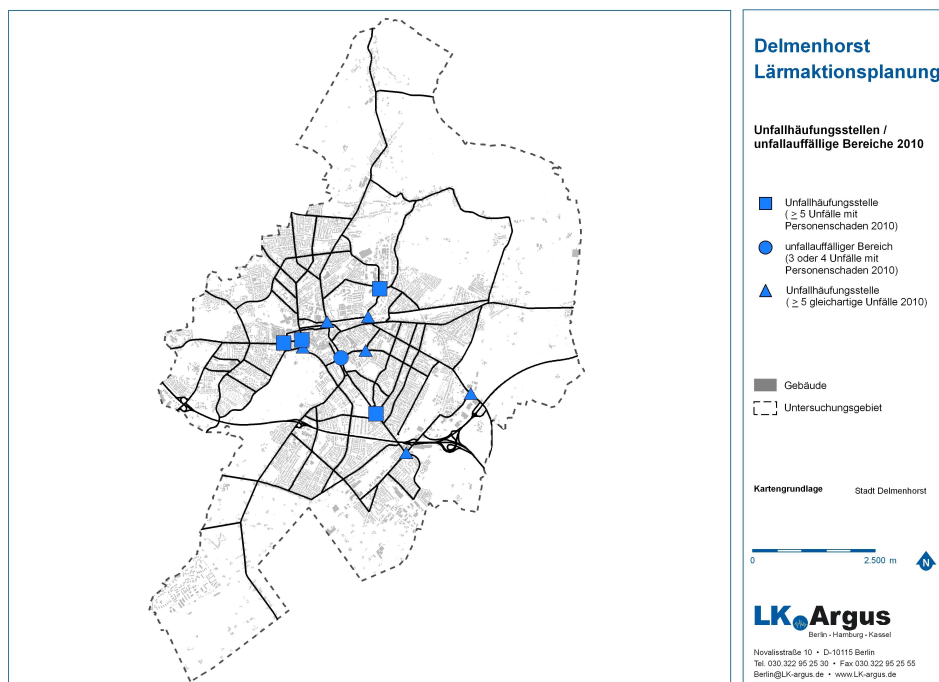 Delmenhorst
Lärmaktionsplanung
Unfallhäufungsstellen /
unfallauffällige Bereiche 2010
Unfallhäufungsstelle
( ≥ 5 Unfälle mit
Personenschaden 2010)
unfallauffälliger Bereich
(3 oder 4 Unfälle mit
Personenschaden 2010)
Unfallhäufungsstelle
( ≥ 5 gleichartige Unfälle 2010)
Gebäude
Untersuchungsgebiet
Kartengrundlage Stadt Delmenhorst
0 2.500 m
N
LK Argus
Berlin - Hamburg - Kassel
Novalisstraße 10 • D-10115 Berlin
Tel. 030.322 95 25 30 • Fax 030.322 95 25 55
Berlin@LK-argus.de • www.LK-argus.de